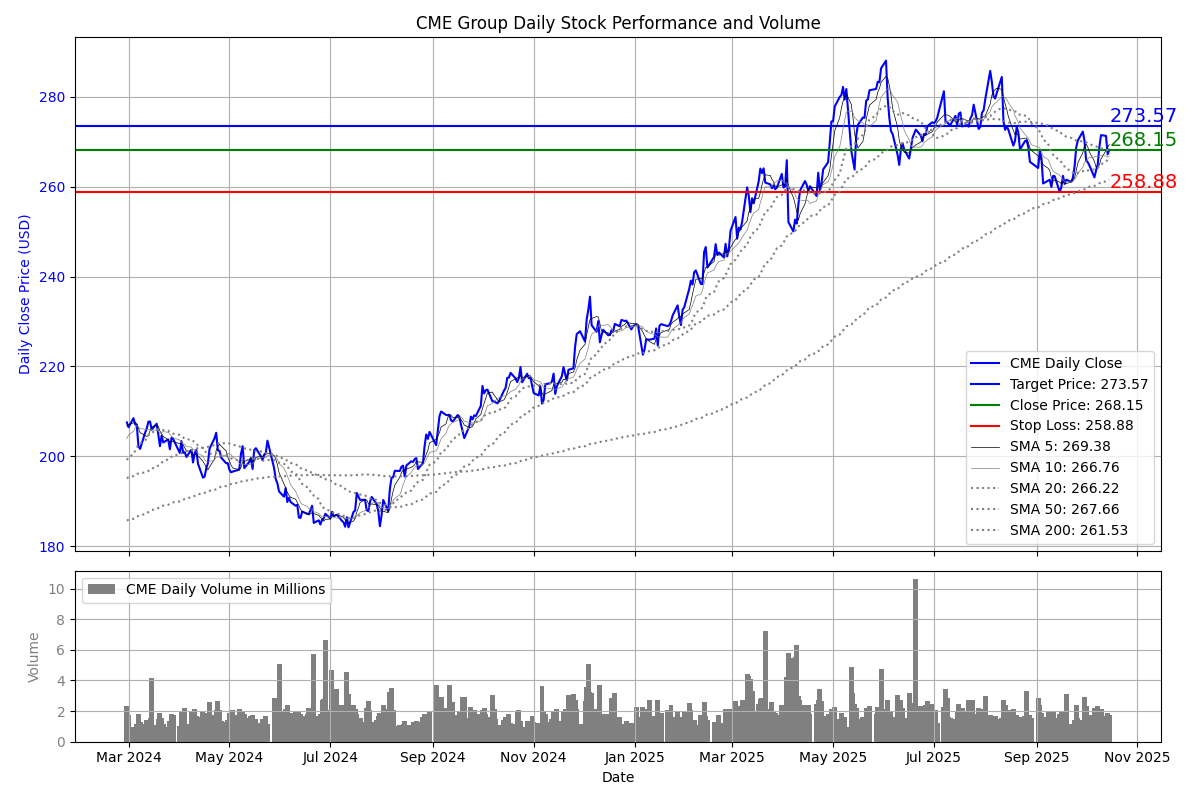 CME Group Daily Stock Performance and Volume
Daily Close Price (USD)
280
260
240
220
200
180
273.57
268.15
258.88
CME Daily Close
Target Price: 273.57
Close Price: 268.15
Stop Loss: 258.88
SMA 5: 269.38
SMA 10: 266.76
SMA 20: 266.22
SMA 50: 267.66
SMA 200: 261.53
CME Daily Volume in Millions
Volume
10
8
6
4
2
0
Mar 2024 May 2024 Jul 2024 Sep 2024 Nov 2024 Jan 2025 Mar 2025 May 2025 Jul 2025 Sep 2025 Nov 2025
Date